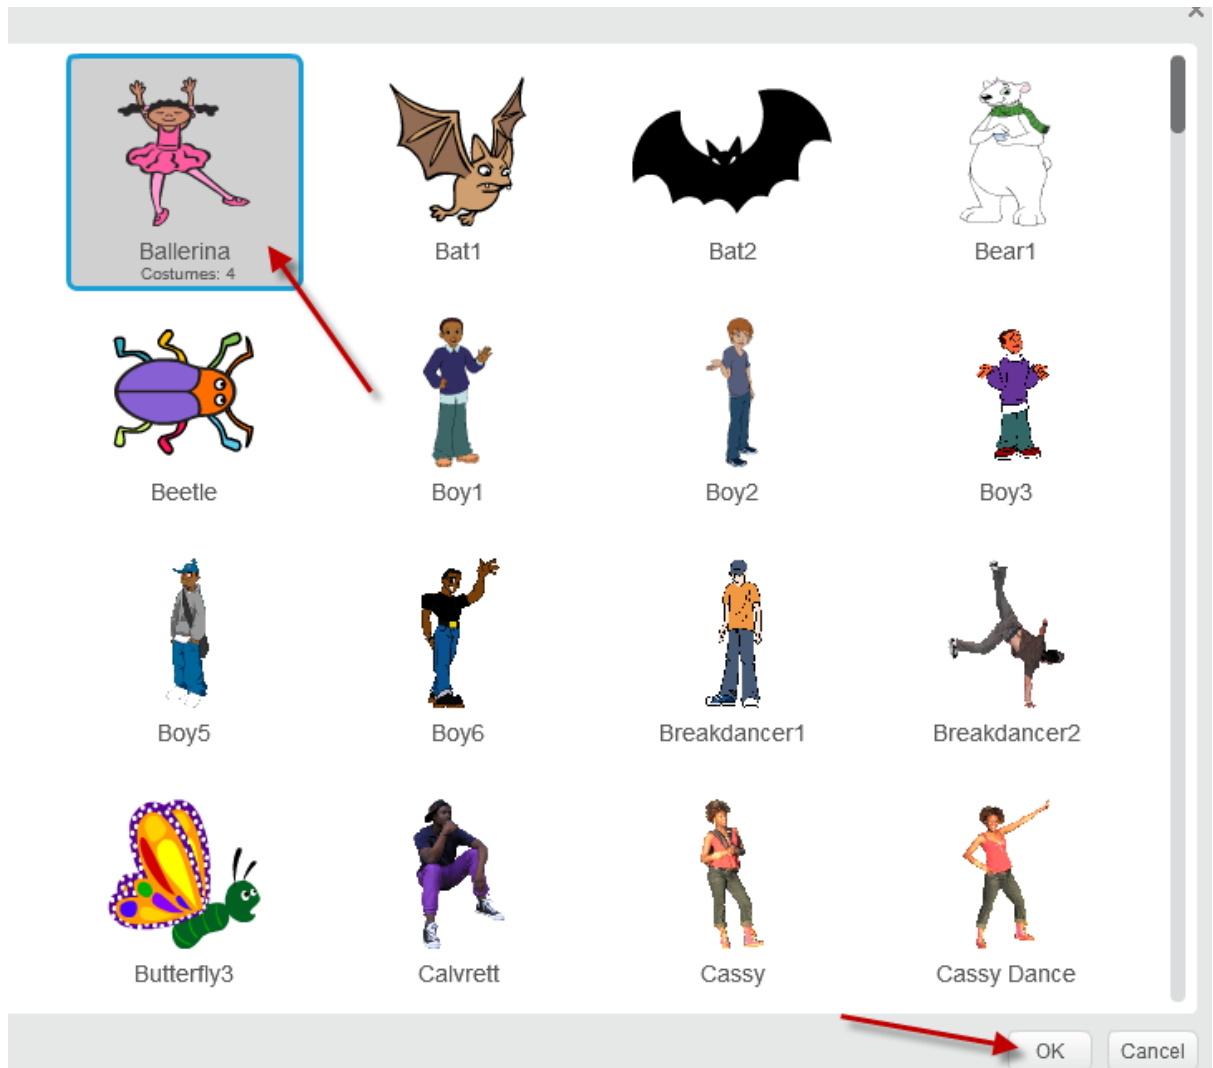 Ballerina
Costumes: 4
Bat1
Bat2
Bear1
Beetle
Boy1
Boy2
Boy3
Boy5
Boy6
Breakdancer1
Breakdancer2
Butterfly3
Calvrett
Cassy
Cassy Dance
OK
Cancel